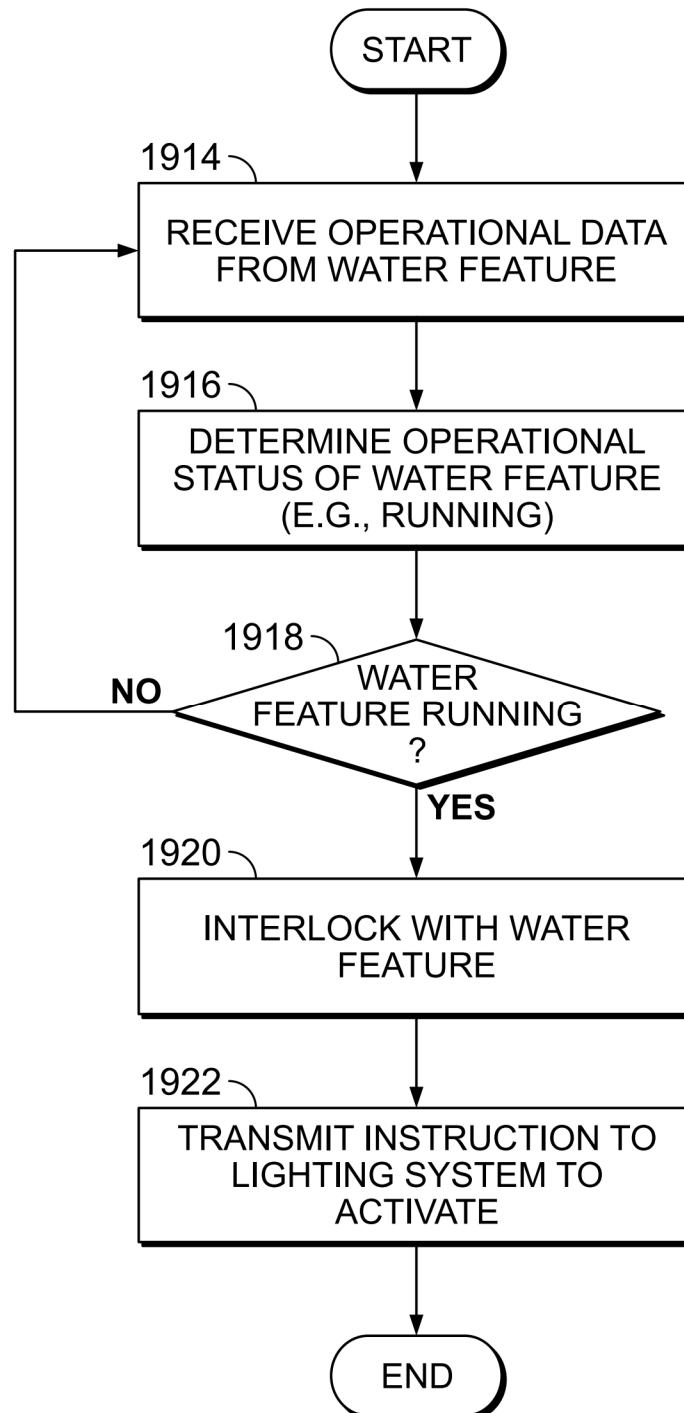 START
1914
RECEIVE OPERATIONAL DATA
FROM WATER FEATURE
1916
DETERMINE OPERATIONAL
STATUS OF WATER FEATURE
(E.G., RUNNING)
1918
WATER
FEATURE RUNNING
?
NO
YES
1920
INTERLOCK WITH WATER
FEATURE
1922
TRANSMIT INSTRUCTION TO
LIGHTING SYSTEM TO
ACTIVATE
END